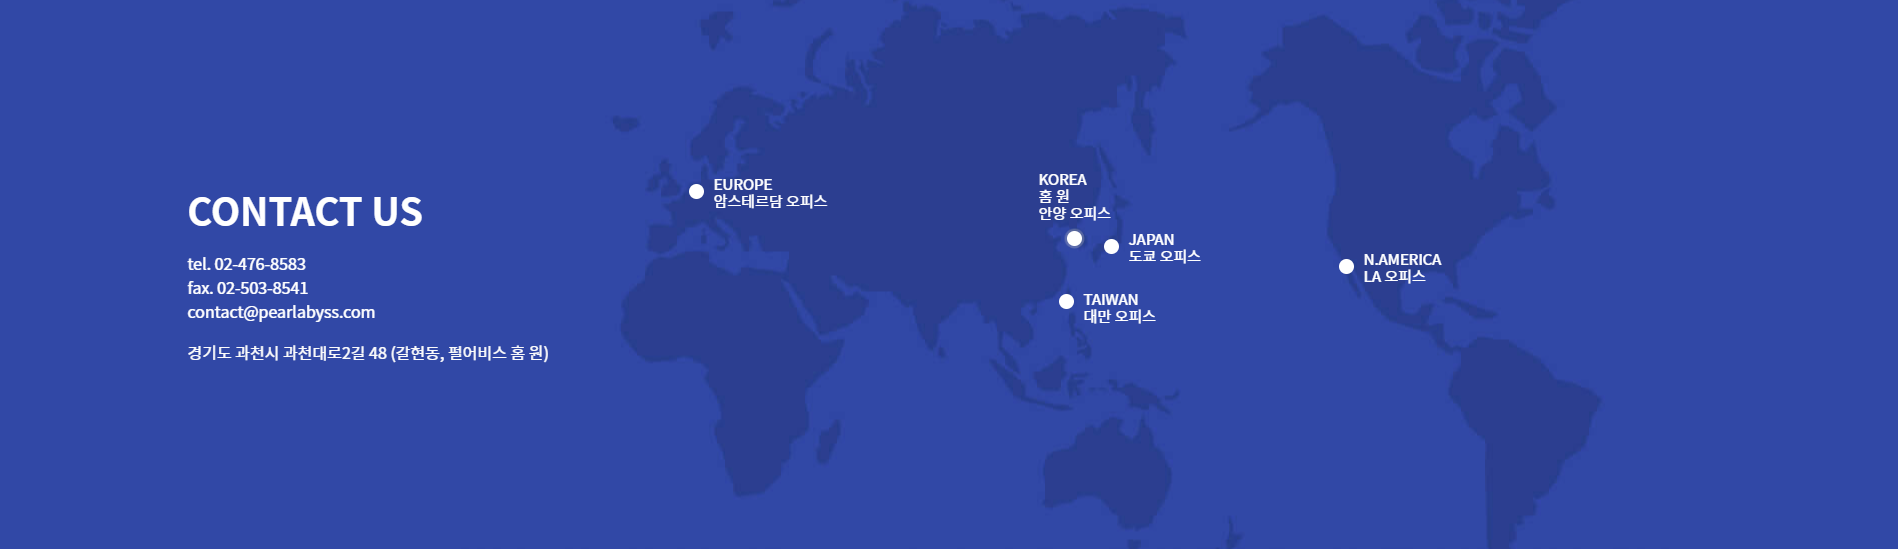 CONTACT US
tel. 02-476-8583
fax. 02-503-8541
contact@pearlabyss.com
경기도 과천시 과천대로2길 48 (갈현동, 펄어비스 홈 원)
EUROPE
암스테르담 오피스
KOREA
홈 원
안양 오피스
JAPAN
도쿄 오피스
TAIWAN
대만 오피스
N.AMERICA
LA 오피스